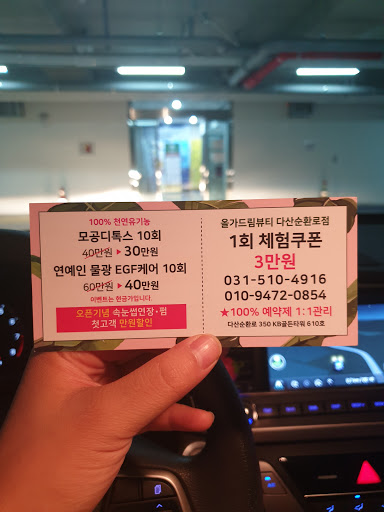 100% 천연유기농
모공디톡스 10회
40만원 ▶ 30만원
연예인 물광 EGF케어 10회
60만원 ▶ 40만원
이벤트는 현금가입니다.
오픈기념 속눈썹연장·펌
첫고객 만원할인
올가드림뷰티 다산순환로점
1회 체험쿠폰
3만원
031-510-4916
010-9472-0854
★100% 예약제 1:1관리
다산순환로 350 KB골든타워 610호